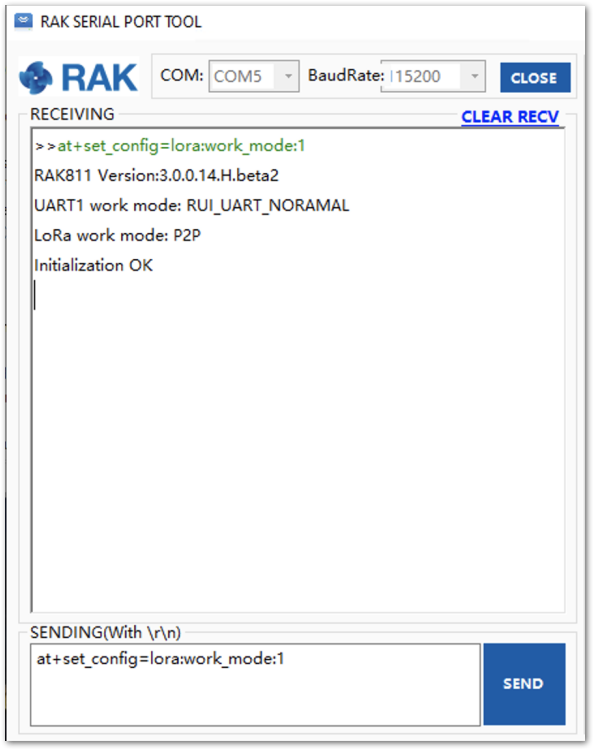 RAK SERIAL PORT TOOL
RAK COM: COM5 BaudRate: 115200 CLOSE
RECEIVING CLEAR RECV
>>at+set_config=lora:work_mode:1
RAK811 Version:3.0.0.14.H.beta2
UART1 work mode: RUI_UART_NORAMAL
LoRa work mode: P2P
Initialization OK
SENDING(With \r\n)
at+set_config=lora:work_mode:1
SEND